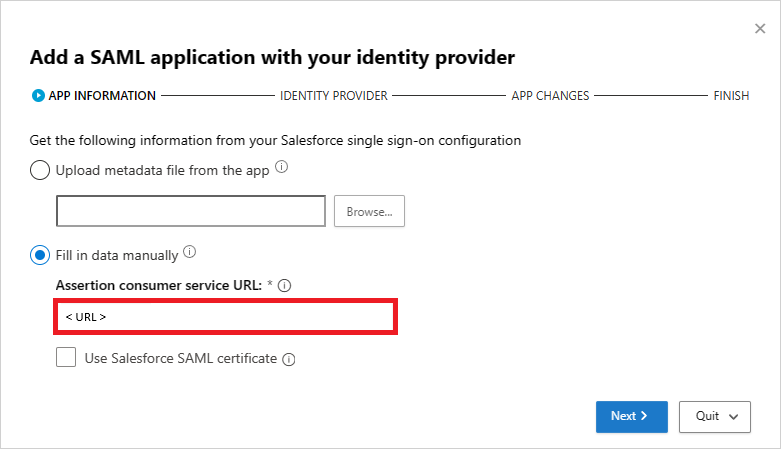 Add a SAML application with your identity provider
APP INFORMATION IDENTITY PROVIDER APP CHANGES FINISH
Get the following information from your Salesforce single sign-on configuration
Upload metadata file from the app
Browse...
Fill in data manually
Assertion consumer service URL: *
< URL >
Use Salesforce SAML certificate
Next Quit